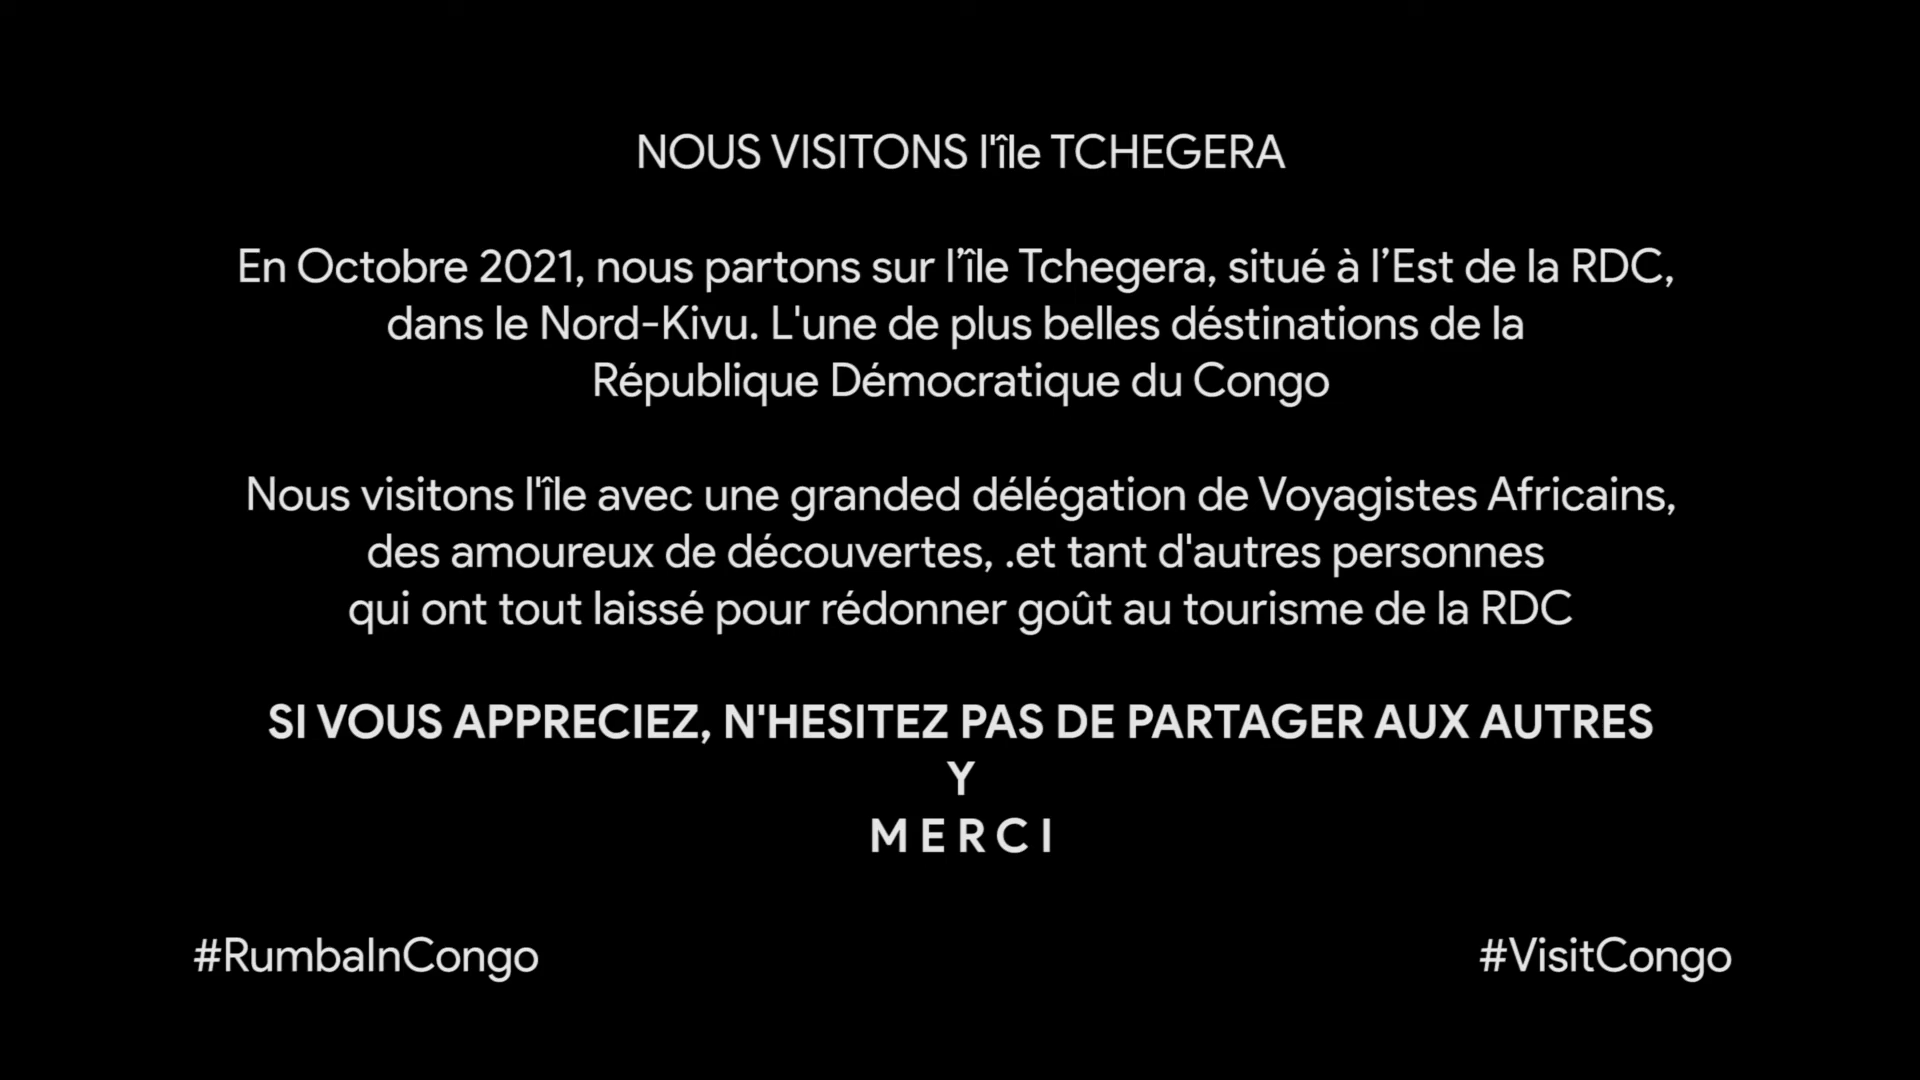 NOUS VISITONS l'île TCHEGERA
En Octobre 2021, nous partons sur l’île Tchegera, situé à l’Est de la RDC,
dans le Nord-Kivu. L'une de plus belles déstinations de la
République Démocratique du Congo
Nous visitons l'île avec une granded délégation de Voyagistes Africains,
des amoureux de découvertes, .et tant d'autres personnes
qui ont tout laissé pour rédonner goût au tourisme de la RDC
SI VOUS APPRECIEZ, N'HESITEZ PAS DE PARTAGER AUX AUTRES
Y
M E R C I
#RumbaInCongo
#VisitCongo